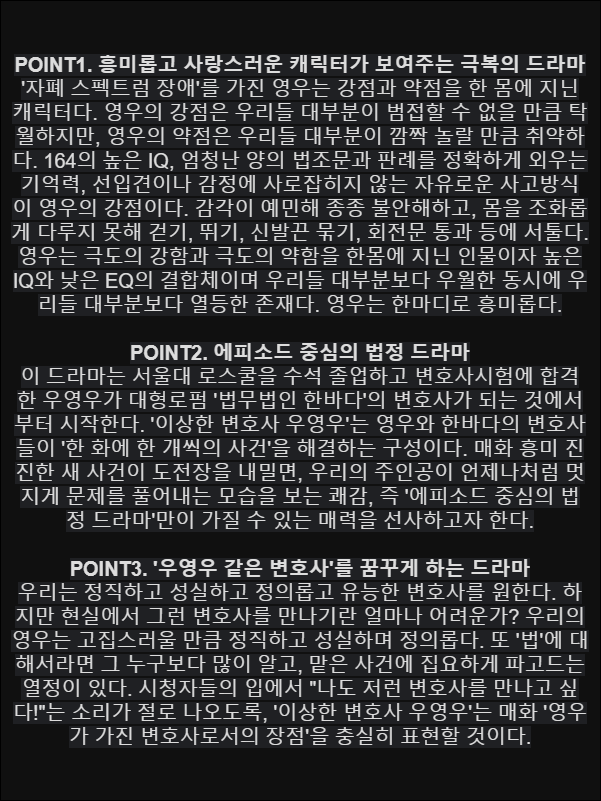 POINT1. 흥미롭고 사랑스러운 캐릭터가 보여주는 극복의 드라마
'자폐 스펙트럼 장애'를 가진 영우는 강점과 약점을 한 몸에 지닌
캐릭터다. 영우의 강점은 우리들 대부분이 범접할 수 없을 만큼 탁
월하지만, 영우의 약점은 우리들 대부분이 깜짝 놀랄 만큼 취약하
다. 164의 높은 IQ, 엄청난 양의 법조문과 판례를 정확하게 외우는
기억력, 선입견이나 감정에 사로잡히지 않는 자유로운 사고방식
이 영우의 강점이다. 감각이 예민해 종종 불안해하고, 몸을 조화롭
게 다루지 못해 걷기, 뛰기, 신발끈 묶기, 회전문 통과 등에 서툴다.
영우는 극도의 강함과 극도의 약함을 한몸에 지닌 인물이자 높은
IQ와 낮은 EQ의 결합체이며 우리들 대부분보다 우월한 동시에 우
리들 대부분보다 열등한 존재다. 영우는 한마디로 흥미롭다.
POINT2. 에피소드 중심의 법정 드라마
이 드라마는 서울대 로스쿨을 수석 졸업하고 변호사시험에 합격
한 우영우가 대형로펌 '법무법인 한바다'의 변호사가 되는 것에서
부터 시작한다. '이상한 변호사 우영우'는 영우와 한바다의 변호사
들이 '한 화에 한 개씩의 사건'을 해결하는 구성이다. 매화 흥미 진
진한 새 사건이 도전장을 내밀면, 우리의 주인공이 언제나처럼 멋
지게 문제를 풀어내는 모습을 보는 쾌감, 즉 '에피소드 중심의 법
정 드라마'만이 가질 수 있는 매력을 선사하고자 한다.
POINT3. '우영우 같은 변호사'를 꿈꾸게 하는 드라마
우리는 정직하고 성실하고 정의롭고 유능한 변호사를 원한다. 하
지만 현실에서 그런 변호사를 만나기란 얼마나 어려운가? 우리의
영우는 고집스러울 만큼 정직하고 성실하며 정의롭다. 또 '법'에 대
해서라면 그 누구보다 많이 알고, 맡은 사건에 집요하게 파고드는
열정이 있다. 시청자들의 입에서 "나도 저런 변호사를 만나고 싶
다!"는 소리가 절로 나오도록, '이상한 변호사 우영우'는 매화 '영우
가 가진 변호사로서의 장점'을 충실히 표현할 것이다.